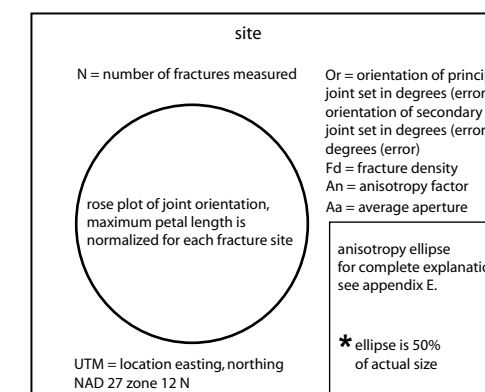 site
N = number of fractures measured
Or = orientation of
joint set in degrees (error
orientation of secondary
joint set in degrees (error
degrees (error)
Fd = fracture density
An = anisotropy factor
Aa = average aperture
rose plot of joint orientation,
maximum petal length is
normalized for each fracture site
anisotropy ellipse
for complete
see appendix E.
* ellipse is 50%
of actual size
UTM = location easting, northing
NAD 27 zone 12 N